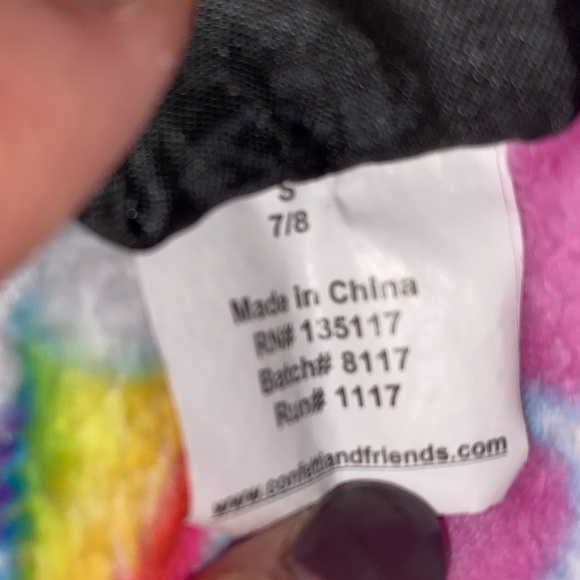 S
7/8
Made in China
RN# 135117
Batch# 8117
Run# 1117
www.confettiandfriends.com